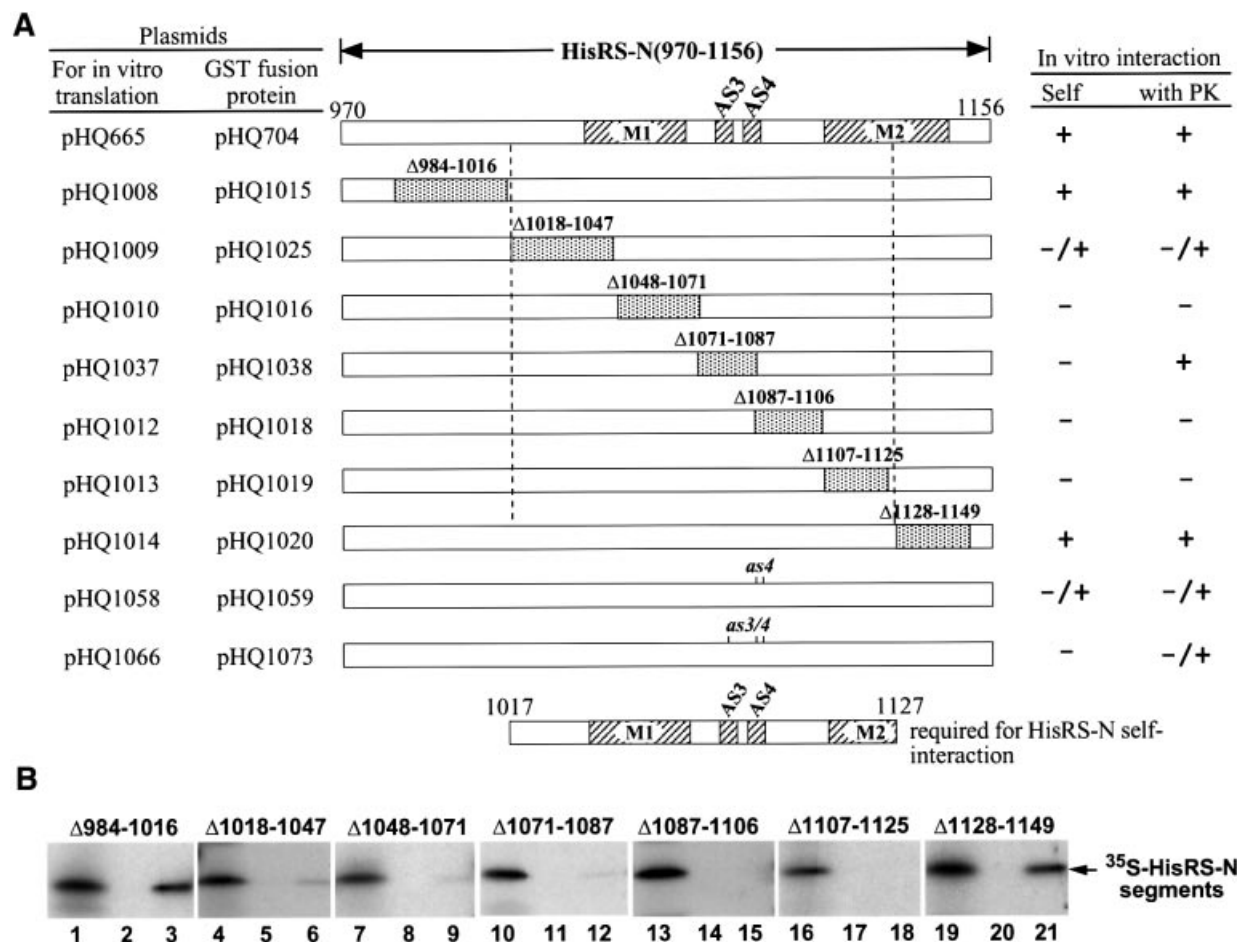 A
Plasmids
For in vitro translation
GST fusion protein
HisRS-N(970-1156)
In vitro interaction
Self
with PK
970
AS3
AS4
1156
pHQ665 pHQ704 M1 M2 + +
Δ984-1016
pHQ1008 pHQ1015 + +
Δ1018-1047
pHQ1009 pHQ1025 -/+ -/+
Δ1048-1071
pHQ1010 pHQ1016 - -
Δ1071-1087
pHQ1037 pHQ1038 - +
Δ1087-1106
pHQ1012 pHQ1018 - -
Δ1107-1125
pHQ1013 pHQ1019 - -
Δ1128-1149
pHQ1014 pHQ1020 + +
as4
pHQ1058 pHQ1059 -/+ -/+
as3/4
pHQ1066 pHQ1073 - -/+
1017
AS3
AS4
1127
M1 M2
required for HisRS-N self-
interaction
B
Δ984-1016 Δ1018-1047 Δ1048-1071 Δ1071-1087 Δ1087-1106 Δ1107-1125 Δ1128-1149
35S-HisRS-N
segments
1 2 3 4 5 6 7 8 9 10 11 12 13 14 15 16 17 18 19 20 21